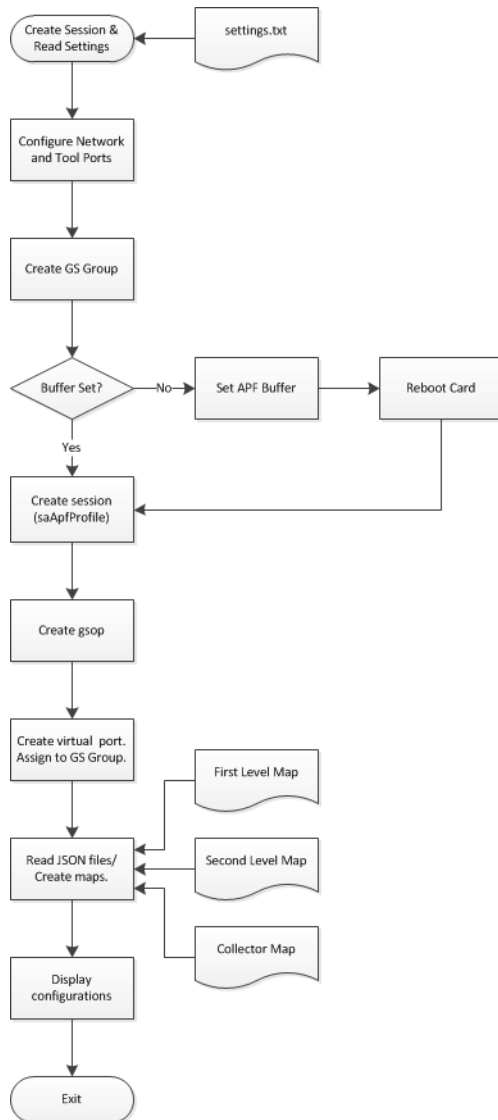 Create Session &
Read Settings
settings.txt
Configure Network
and Tool Ports
Create GS Group
Buffer Set?
No
Set APF Buffer
Reboot Card
Yes
Create session
(saApfProfile)
Create gsop
Create virtual port.
Assign to GS Group.
First Level Map
Read JSON files/
Create maps.
Second Level Map
Collector Map
Display
configurations
Exit